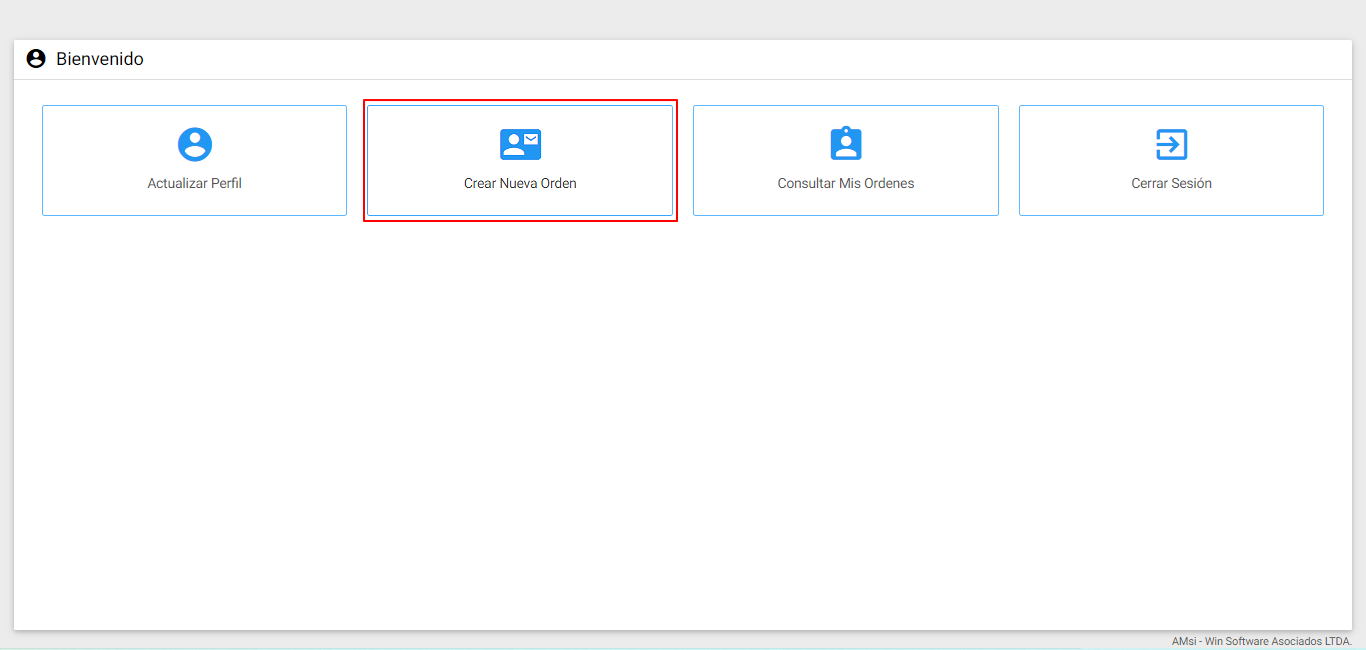 Bienvenido
Actualizar Perfil
Crear Nueva Orden
Consultar Mis Ordenes
Cerrar Sesión
AMsi - Win Software Asociados LTDA.